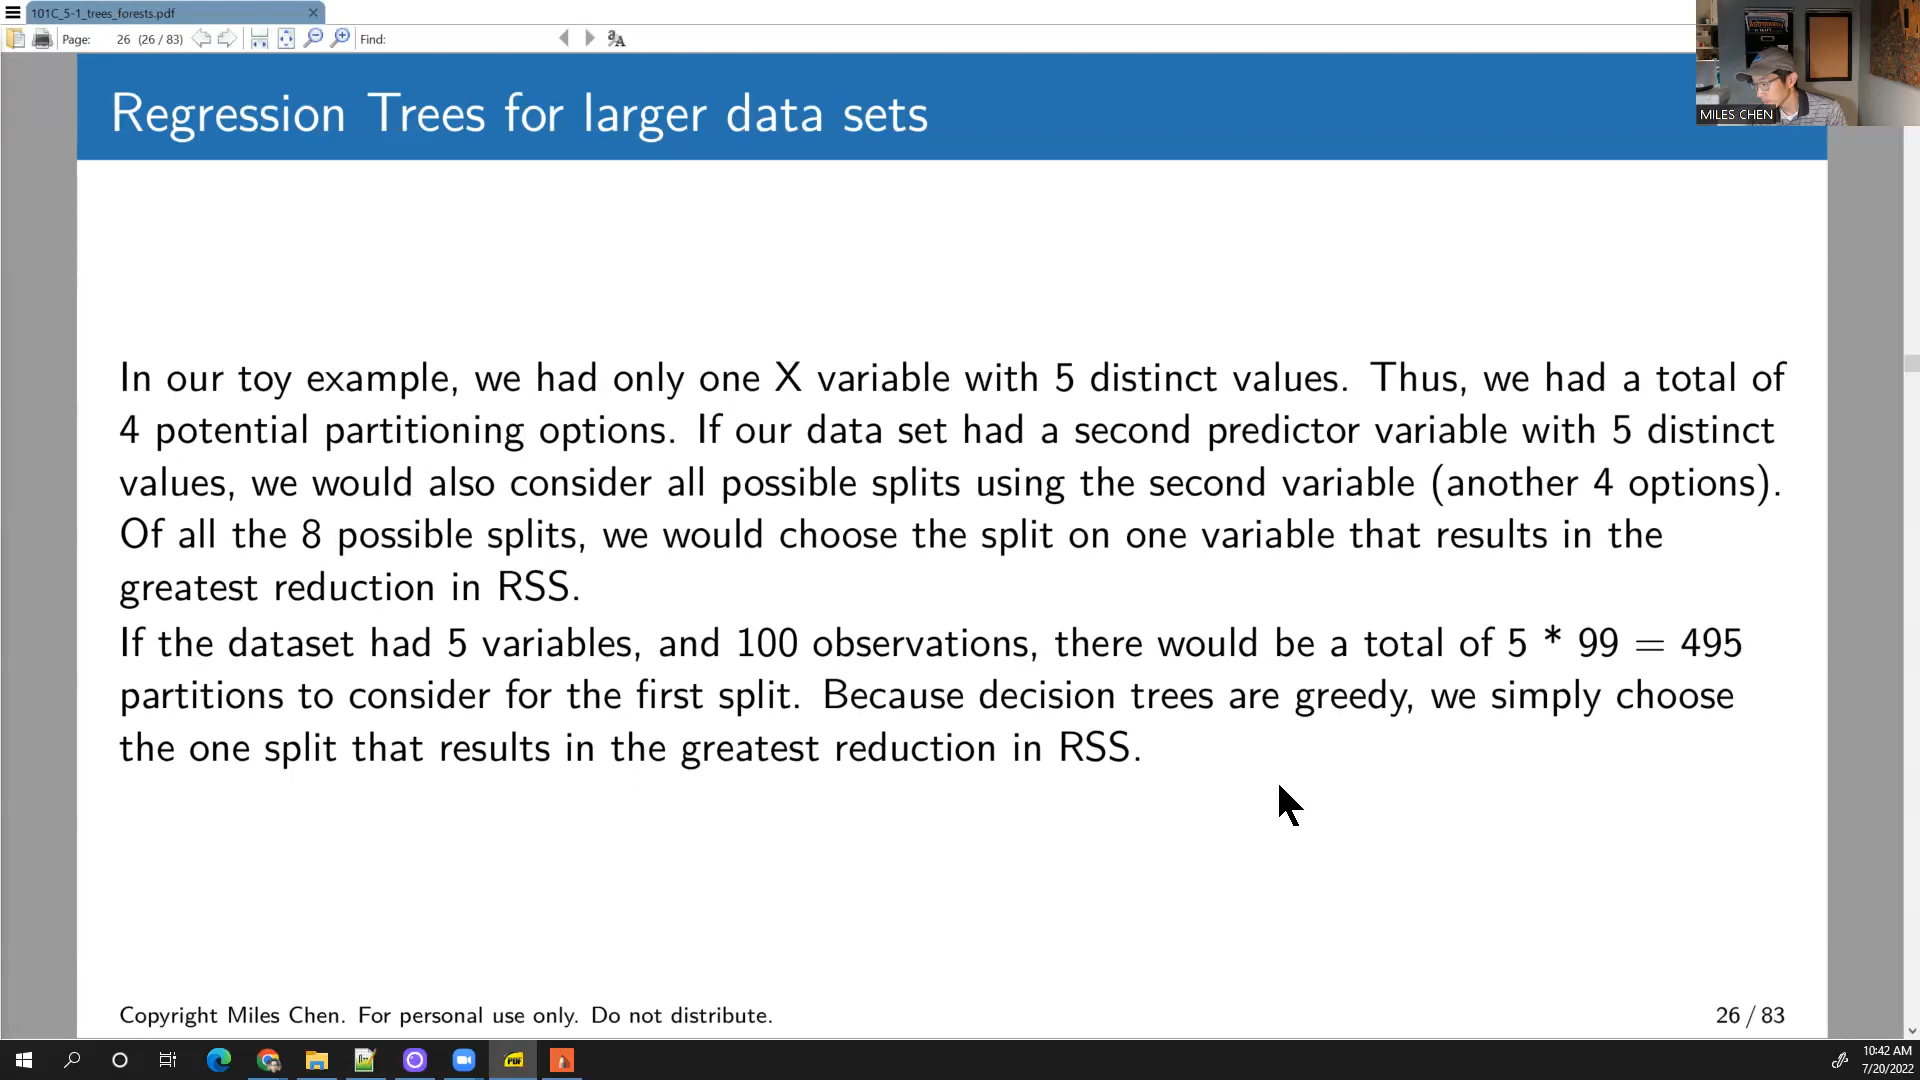 101C_5-1_trees_forests.pdf
Page: 26 (26 / 83) Find:
MILES CHEN
Regression Trees for larger data sets
In our toy example, we had only one X variable with 5 distinct values. Thus, we had a total of
4 potential partitioning options. If our data set had a second predictor variable with 5 distinct
values, we would also consider all possible splits using the second variable (another 4 options).
Of all the 8 possible splits, we would choose the split on one variable that results in the
greatest reduction in RSS.
If the dataset had 5 variables, and 100 observations, there would be a total of 5 * 99 = 495
partitions to consider for the first split. Because decision trees are greedy, we simply choose
the one split that results in the greatest reduction in RSS.
Copyright Miles Chen. For personal use only. Do not distribute.
26 / 83
10:42 AM
7/20/2022